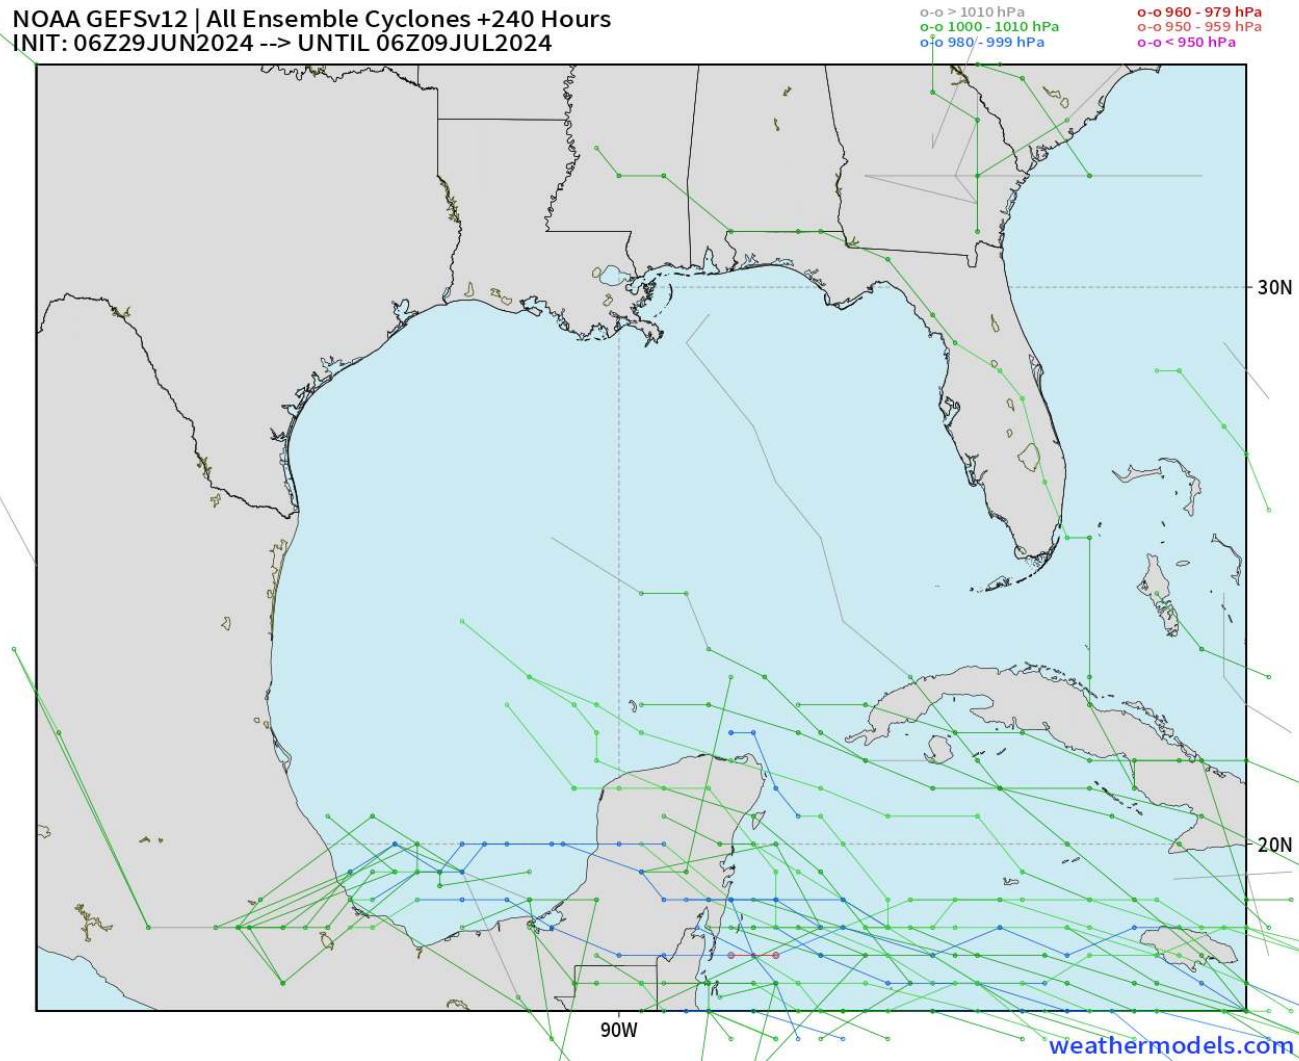 NOAA GEFSv12 | All Ensemble Cyclones +240 Hours
INIT: 06Z29JUN2024 --> UNTIL 06Z09JUL2024
o-o > 1010 hPa
o-o 1000 - 1010 hPa
o-o 980 - 999 hPa
o-o 960 - 979 hPa
o-o 950 - 959 hPa
o-o < 950 hPa
30N
20N
90W
weathermodels.com